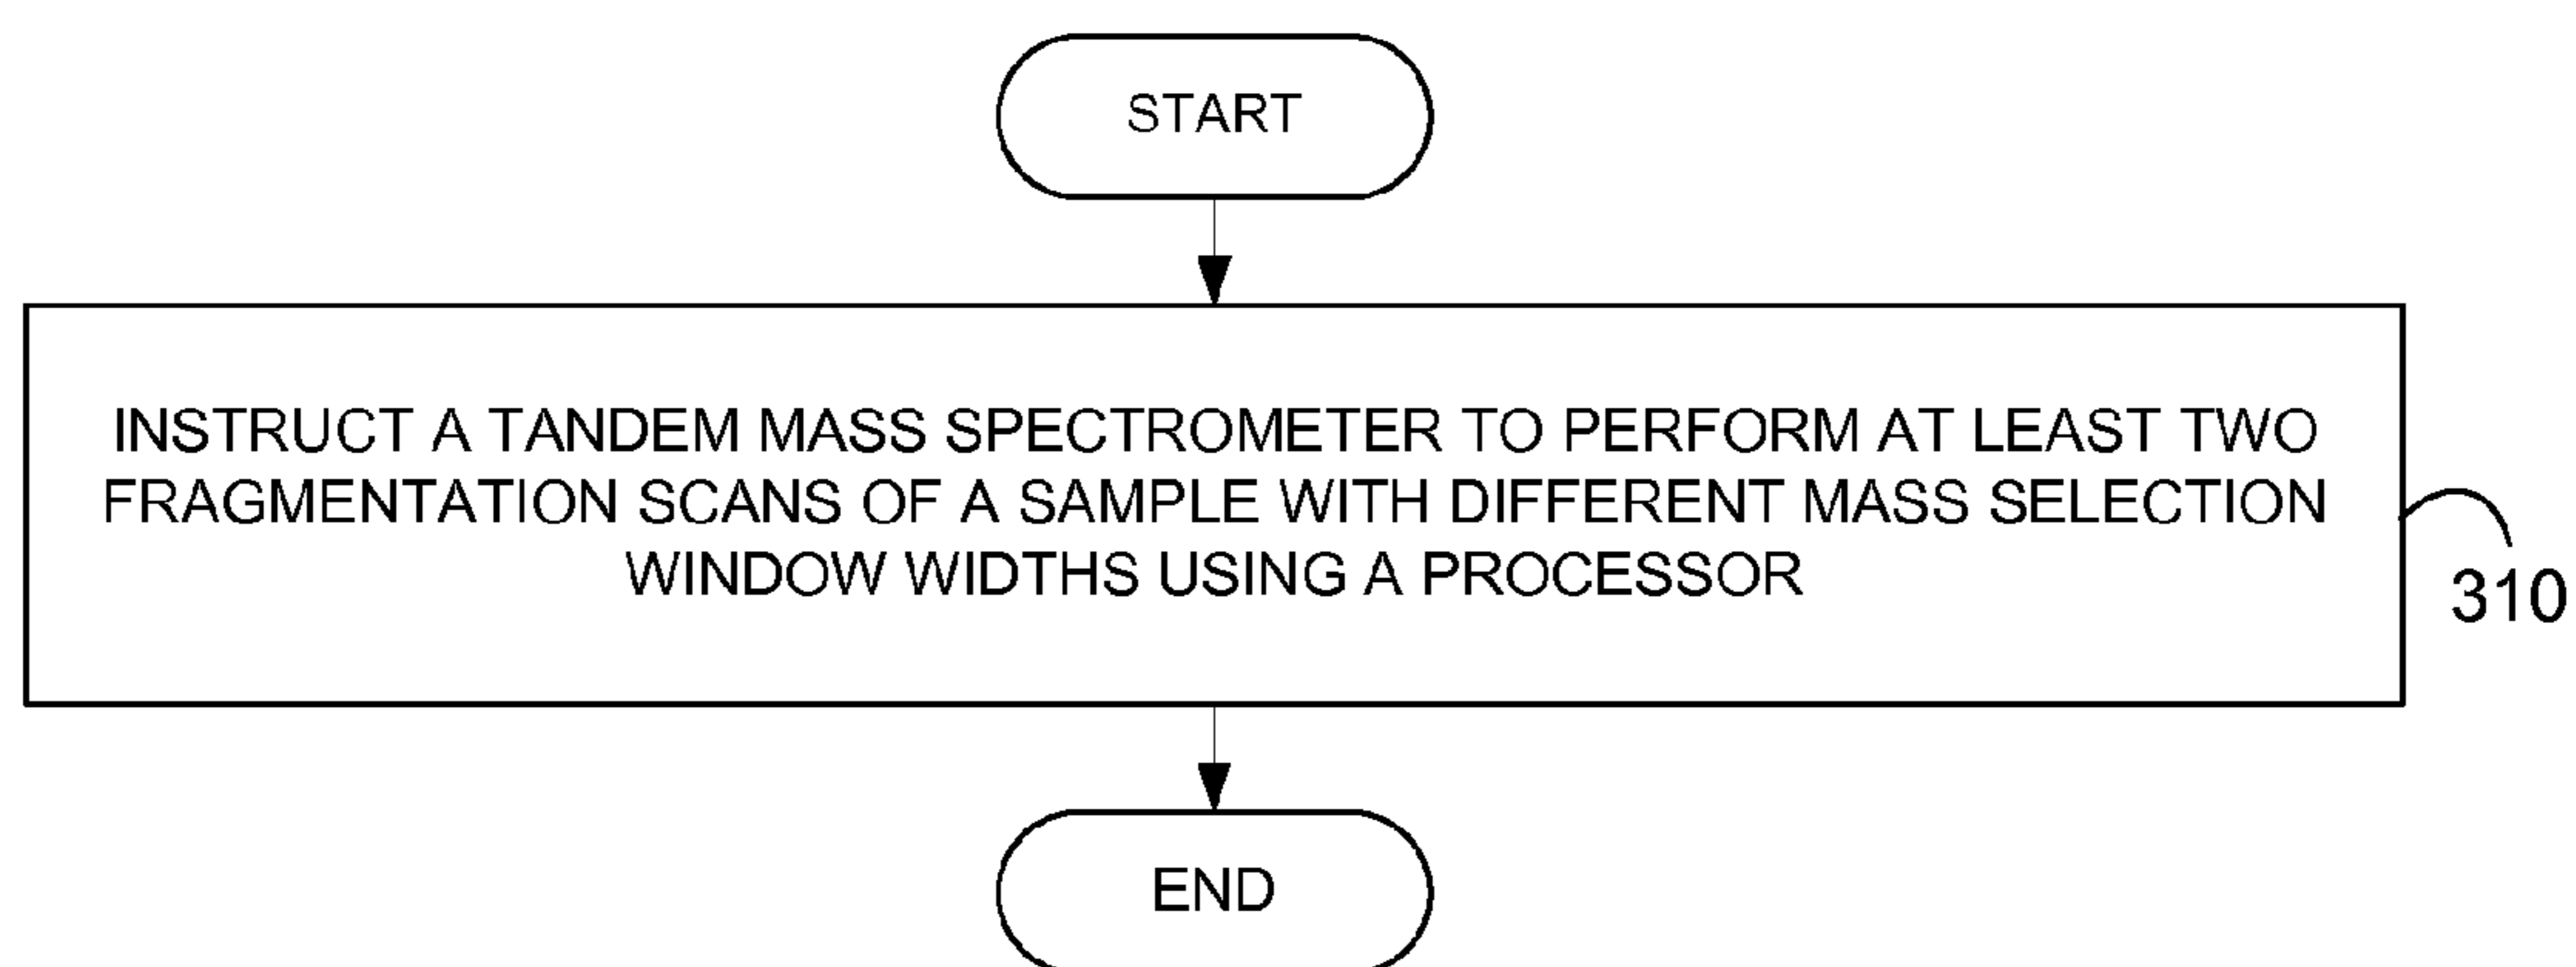 START
INSTRUCT A TANDEM MASS SPECTROMETER TO PERFORM AT LEAST TWO
FRAGMENTATION SCANS OF A SAMPLE WITH DIFFERENT MASS SELECTION
WINDOW WIDTHS USING A PROCESSOR
310
END